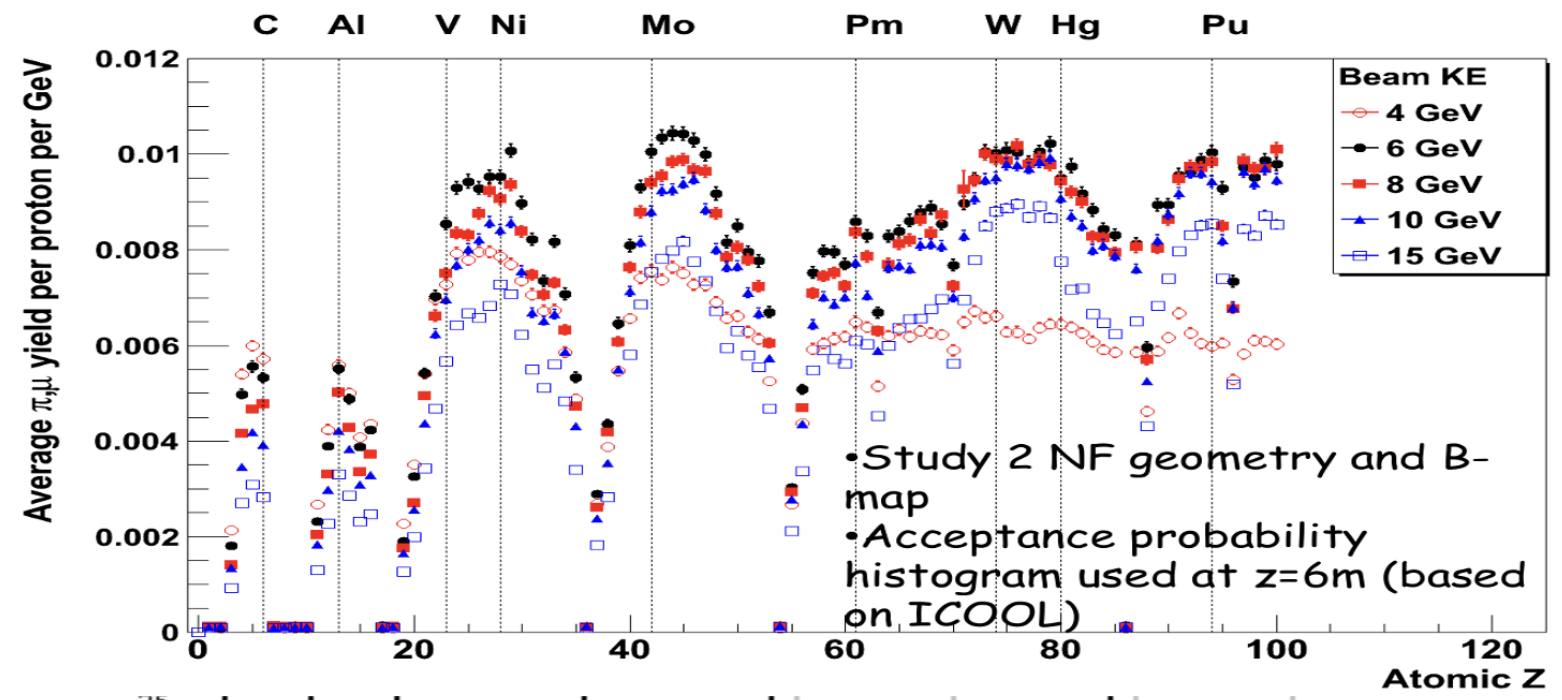 C Al V Ni Mo Pm W Hg Pu
Average π,μ yield per proton per GeV
0.012
0.01
0.008
0.006
0.004
0.002
0
Beam KE
4 GeV
6 GeV
8 GeV
10 GeV
15 GeV
•Study 2 NF geometry and B-
map
•Acceptance probability
histogram used at z=6m (based
on ICOOL)
0 20 40 60 80 100 120
Atomic Z